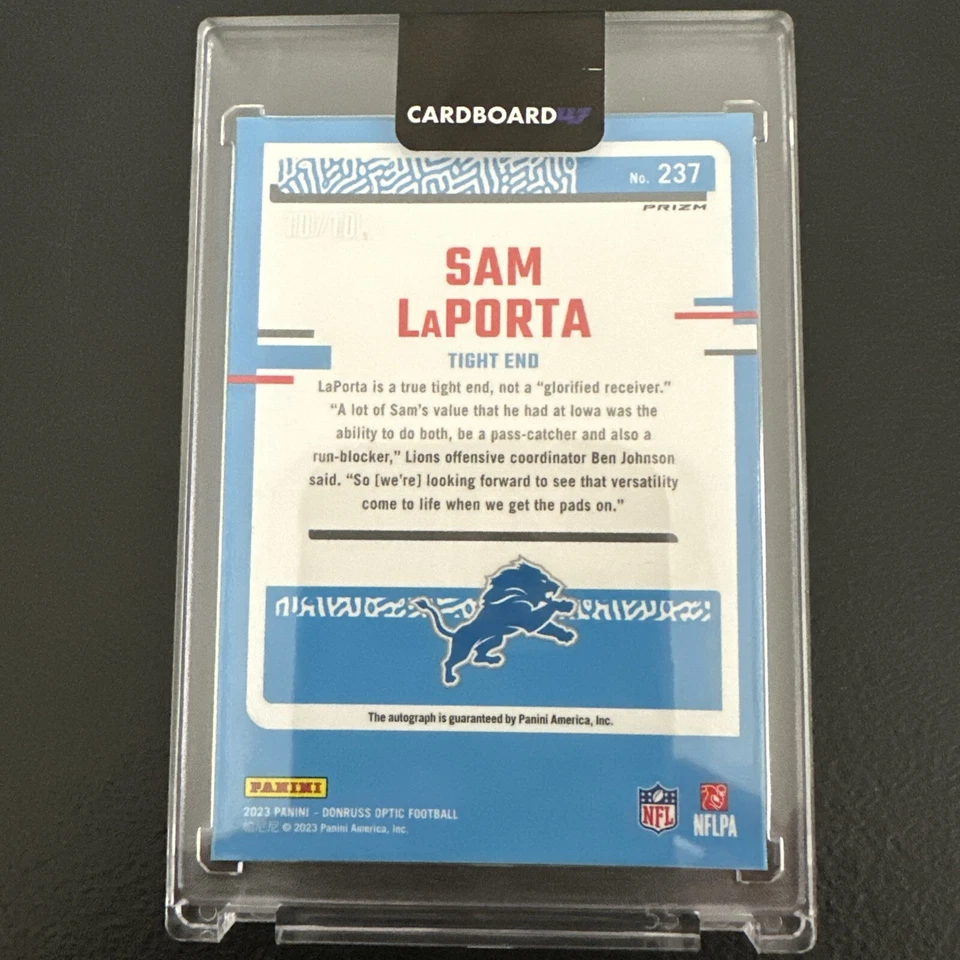 CARDBOARD
No. 237
PRIZM
SAM
LaPORTA
TIGHT END
LaPorta is a true tight end, not a “glorified receiver.”
“A lot of Sam’s value that he had at Iowa was the
ability to do both, be a pass-catcher and also a
run-blocker,” Lions offensive coordinator Ben Johnson
said. “So [we’re] looking forward to see that versatility
come to life when we get the pads on.”
The autograph is guaranteed by Panini America, Inc.
PANINI
2023 PANINI - DONRUSS OPTIC FOOTBALL
帕尼尼 © 2023 Panini America, Inc.
NFL
NFLPA